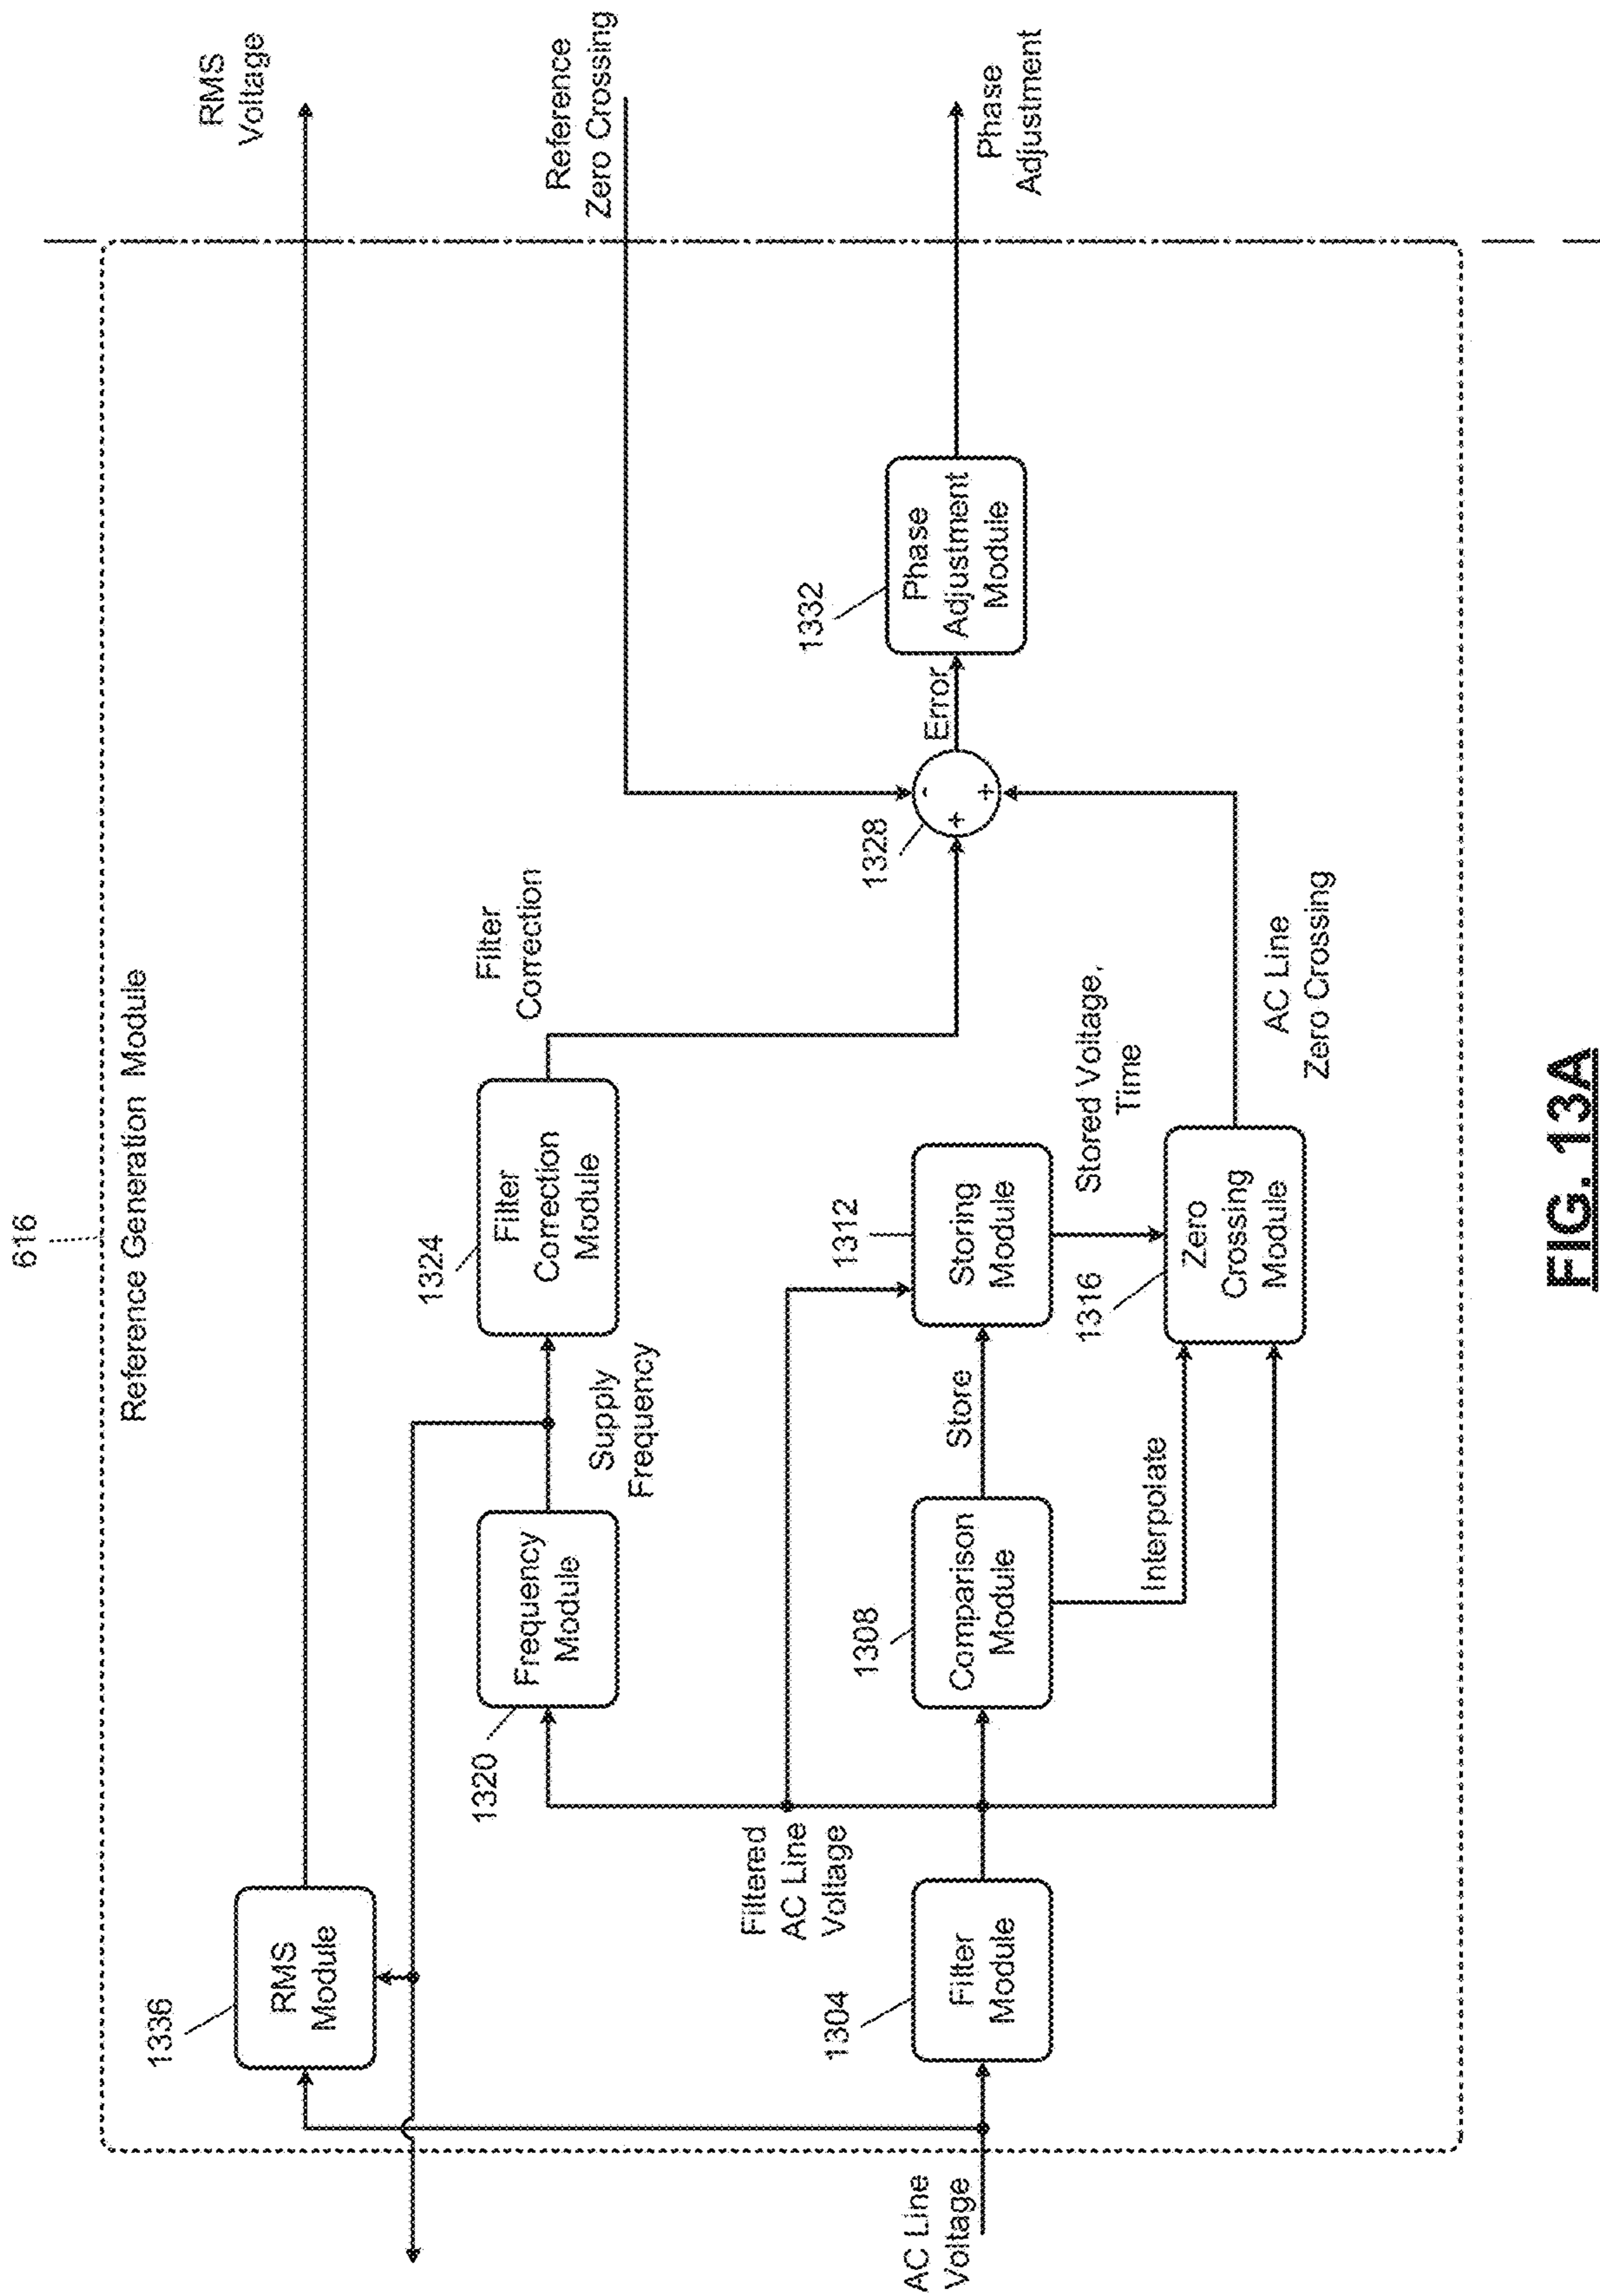 616
Reference Generation Module
RMS
Voltage
1336
RMS
Module
Reference
Zero Crossing
1320
Frequency
Module
Supply
Frequency
1324
Filter
Correction
Module
Filter
Correction
Filtered
AC Line
Voltage
1332
Phase
Adjustment
Module
Phase
Adjustment
AC Line
Voltage
1304
Filter
Module
1308
Comparison
Module
Store
1312
Storing
Module
1328
-
+
+
Error
Interpolate
1316
Stored Voltage,
Time
Zero
Crossing
Module
AC Line
Zero Crossing
FIG. 13A